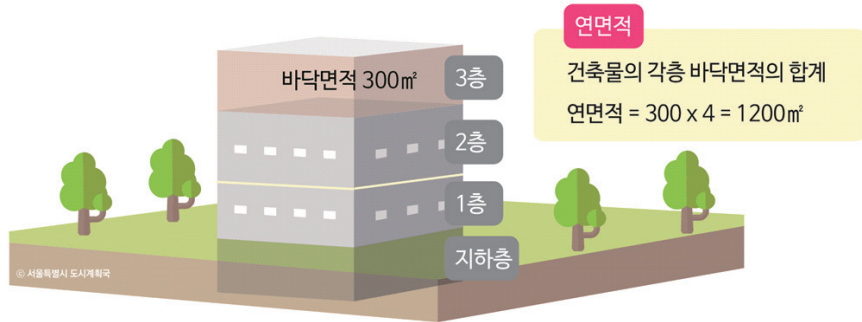 연면적
건축물의 각층 바닥면적의 합계
연면적 = 300 x 4 = 1200㎡
바닥면적 300㎡
3층
2층
1층
지하층
ⓒ 서울특별시 도시계획국